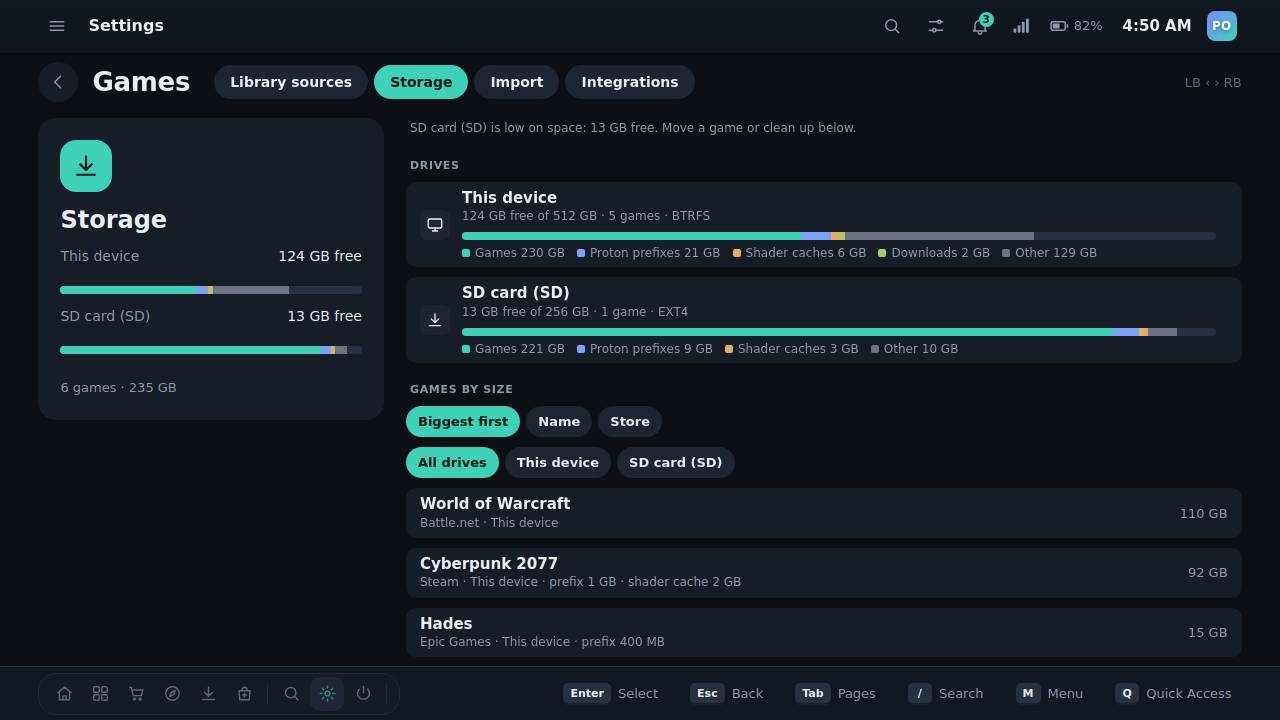 Settings
3
82%
4:50 AM
PO
Games
Library sources
Storage
Import
Integrations
LB ‹ › RB
Storage
This device
124 GB free
SD card (SD)
13 GB free
6 games · 235 GB
SD card (SD) is low on space: 13 GB free. Move a game or clean up below.
DRIVES
This device
124 GB free of 512 GB · 5 games · BTRFS
Games 230 GB
Proton prefixes 21 GB
Shader caches 6 GB
Downloads 2 GB
Other 129 GB
SD card (SD)
13 GB free of 256 GB · 1 game · EXT4
Games 221 GB
Proton prefixes 9 GB
Shader caches 3 GB
Other 10 GB
GAMES BY SIZE
Biggest first
Name
Store
All drives
This device
SD card (SD)
World of Warcraft
Battle.net · This device
110 GB
Cyberpunk 2077
Steam · This device · prefix 1 GB · shader cache 2 GB
92 GB
Hades
Epic Games · This device · prefix 400 MB
15 GB
Enter Select
Esc Back
Tab Pages
/ Search
M Menu
Q Quick Access